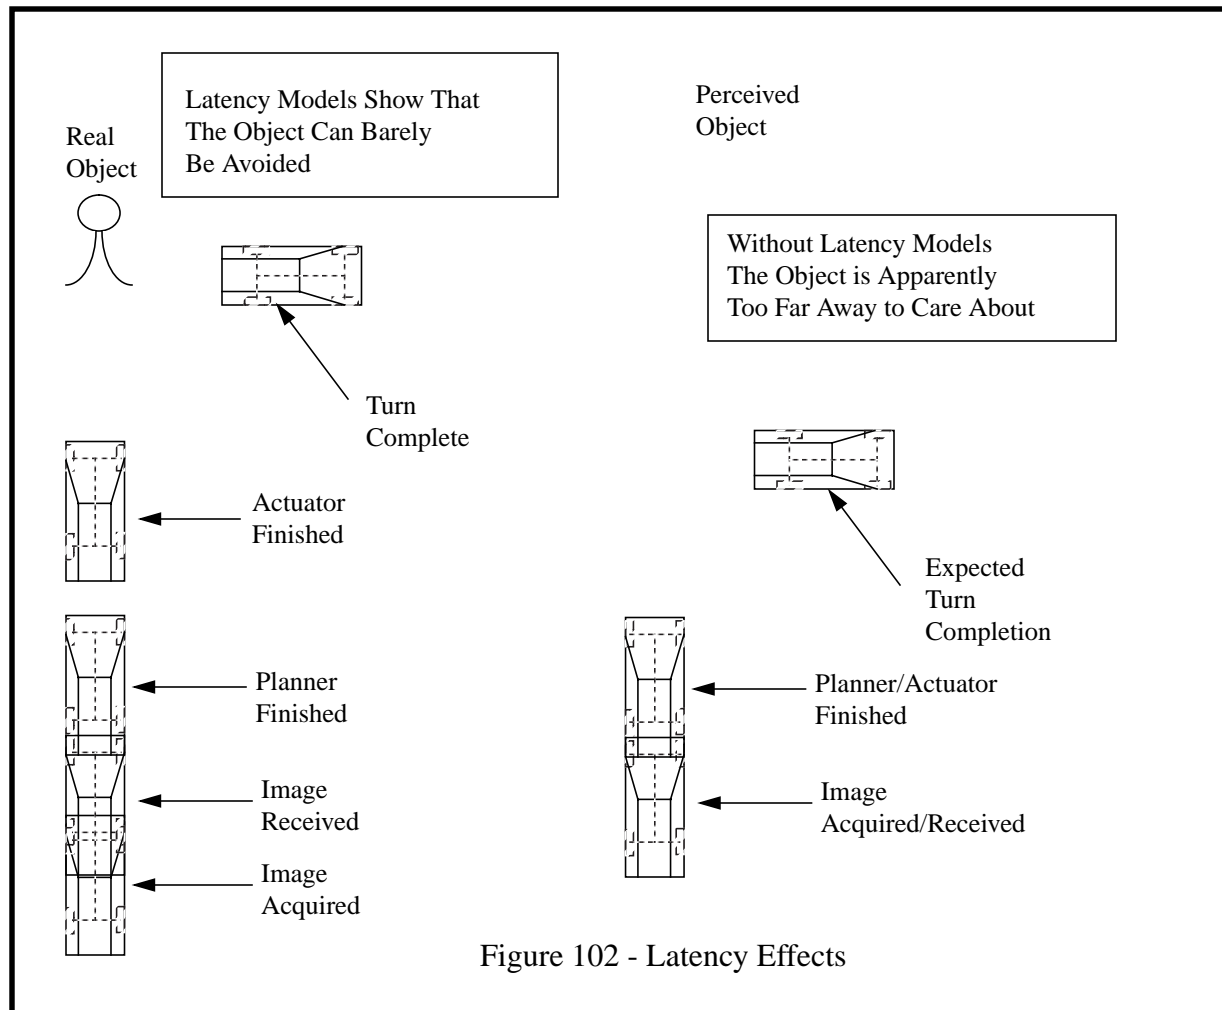 Latency Models Show That
The Object Can Barely
Be Avoided
Real
Object
Perceived
Object
Without Latency Models
The Object is Apparently
Too Far Away to Care About
Turn
Complete
Actuator
Finished
Expected
Turn
Completion
Planner
Finished
Planner/Actuator
Finished
Image
Received
Image
Acquired/Received
Image
Acquired
Figure 102 - Latency Effects